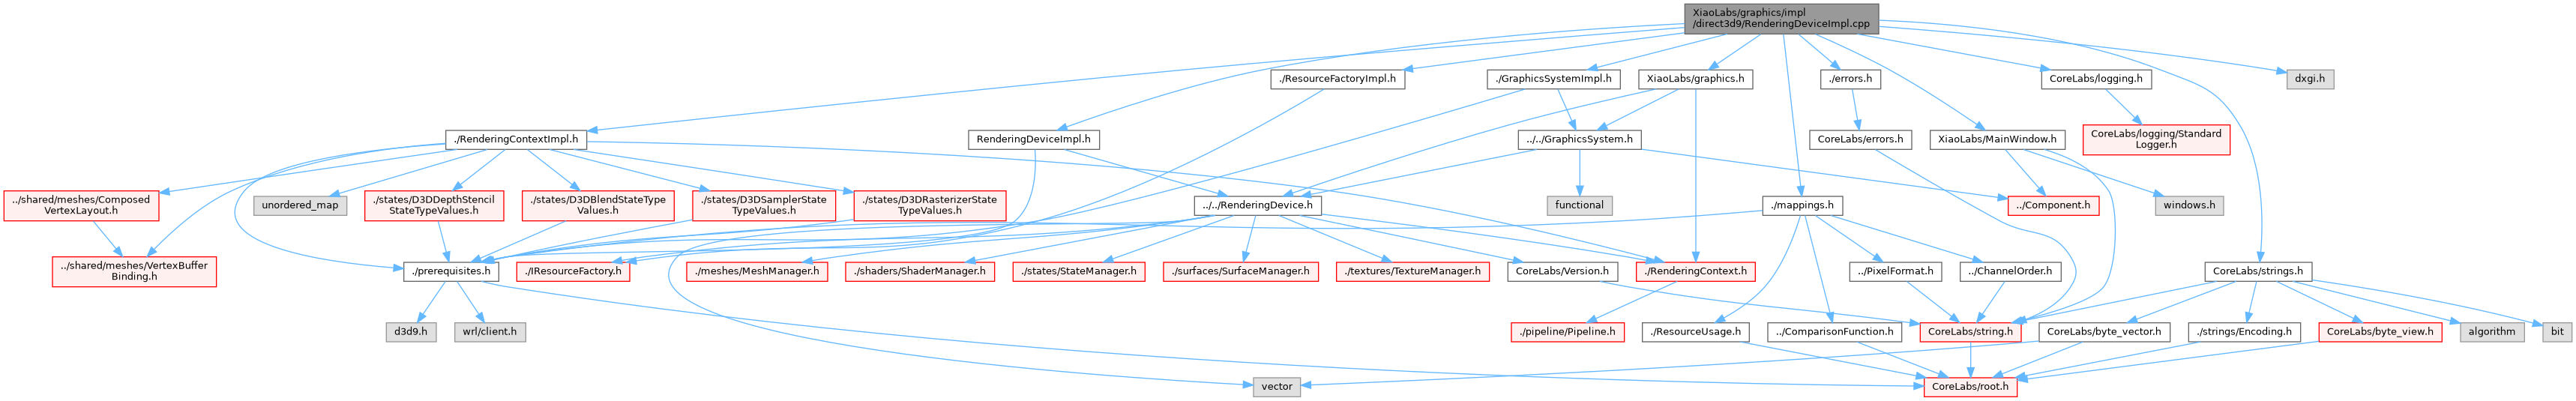 XiaoLabs/graphics/impl
/direct3d9/RenderingDeviceImpl.cpp
./ResourceFactoryImpl.h
./GraphicsSystemImpl.h
XiaoLabs/graphics.h
./errors.h
CoreLabs/logging.h
dxgi.h
./RenderingContextImpl.h
RenderingDeviceImpl.h
../../GraphicsSystem.h
CoreLabs/errors.h
XiaoLabs/MainWindow.h
CoreLabs/logging/Standard
Logger.h
../shared/meshes/Composed
VertexLayout.h
unordered_map
./states/D3DDepthStencil
StateTypeValues.h
./states/D3DBlendStateType
Values.h
./states/D3DSamplerState
TypeValues.h
./states/D3DRasterizerState
TypeValues.h
../../RenderingDevice.h
functional
./mappings.h
../Component.h
windows.h
../shared/meshes/VertexBuffer
Binding.h
./prerequisites.h
./IResourceFactory.h
./meshes/MeshManager.h
./shaders/ShaderManager.h
./states/StateManager.h
./surfaces/SurfaceManager.h
./textures/TextureManager.h
CoreLabs/Version.h
./RenderingContext.h
../PixelFormat.h
../ChannelOrder.h
CoreLabs/strings.h
d3d9.h
wrl/client.h
./pipeline/Pipeline.h
./ResourceUsage.h
../ComparisonFunction.h
CoreLabs/string.h
CoreLabs/byte_vector.h
./strings/Encoding.h
CoreLabs/byte_view.h
algorithm
bit
vector
CoreLabs/root.h